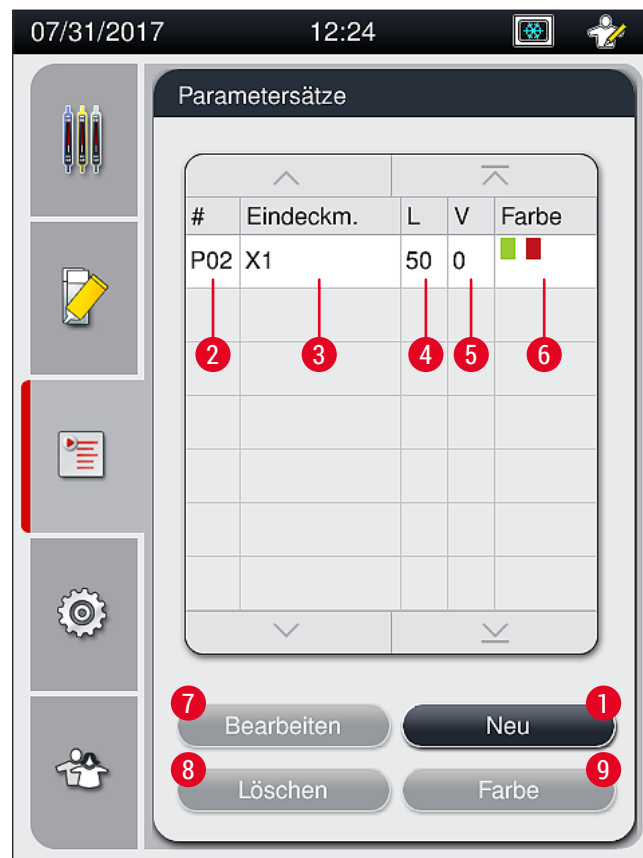 07/31/2017 12:24
Parametersätze
# Eindeckm. L V Farbe
P02 X1 50 0
2 3 4 5 6
7 1
Bearbeiten Neu
8 9
Löschen Farbe